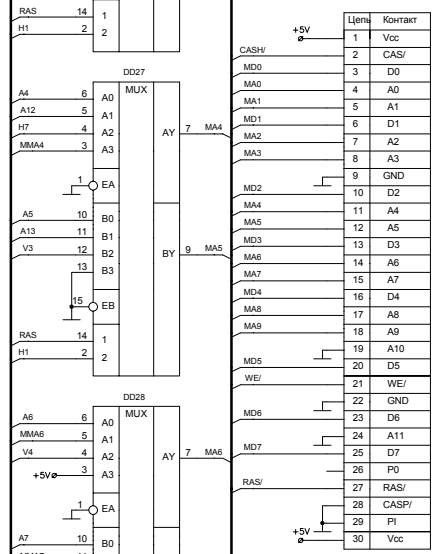 RAS 14 1
H1 2 2
DD27
MUX
A4 6 A0
A12 5 A1
H7 4 A2 AY 7 MA4
MMA4 3 A3
1 EA
A5 10 B0
A13 11 B1
V3 12 B2 BY 9 MA5
13 B3
15 EB
RAS 14 1
H1 2 2
DD28
MUX
A6 6 A0
MMA6 5 A1
V4 4 A2 AY 7 MA6
+5V 3 A3
1 EA
A7 10 B0
Цепь Контакт
+5V 1 Vcc
CASH/ 2 CAS/
MD0 3 D0
MA0 4 A0
MA1 5 A1
MD1 6 D1
MA2 7 A2
MA3 8 A3
9 GND
MD2 10 D2
MA4 11 A4
MA5 12 A5
MD3 13 D3
MA6 14 A6
MA7 15 A7
MD4 16 D4
MA8 17 A8
MA9 18 A9
19 A10
MD5 20 D5
WE/ 21 WE/
22 GND
MD6 23 D6
24 A11
MD7 25 D7
26 P0
RAS/ 27 RAS/
28 CASP/
29 PI
+5V 30 Vcc